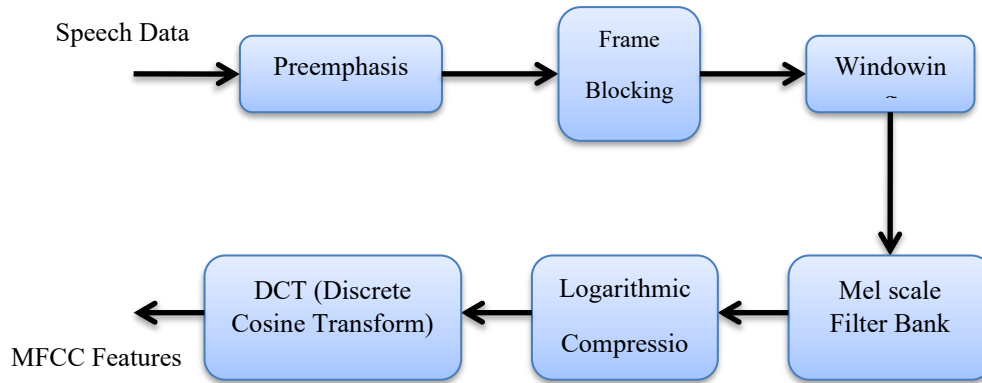 Speech Data
Preemphasis
Frame
Blocking
Windowin
Mel scale
Filter Bank
Logarithmic
Compressio
DCT (Discrete
Cosine Transform)
MFCC Features